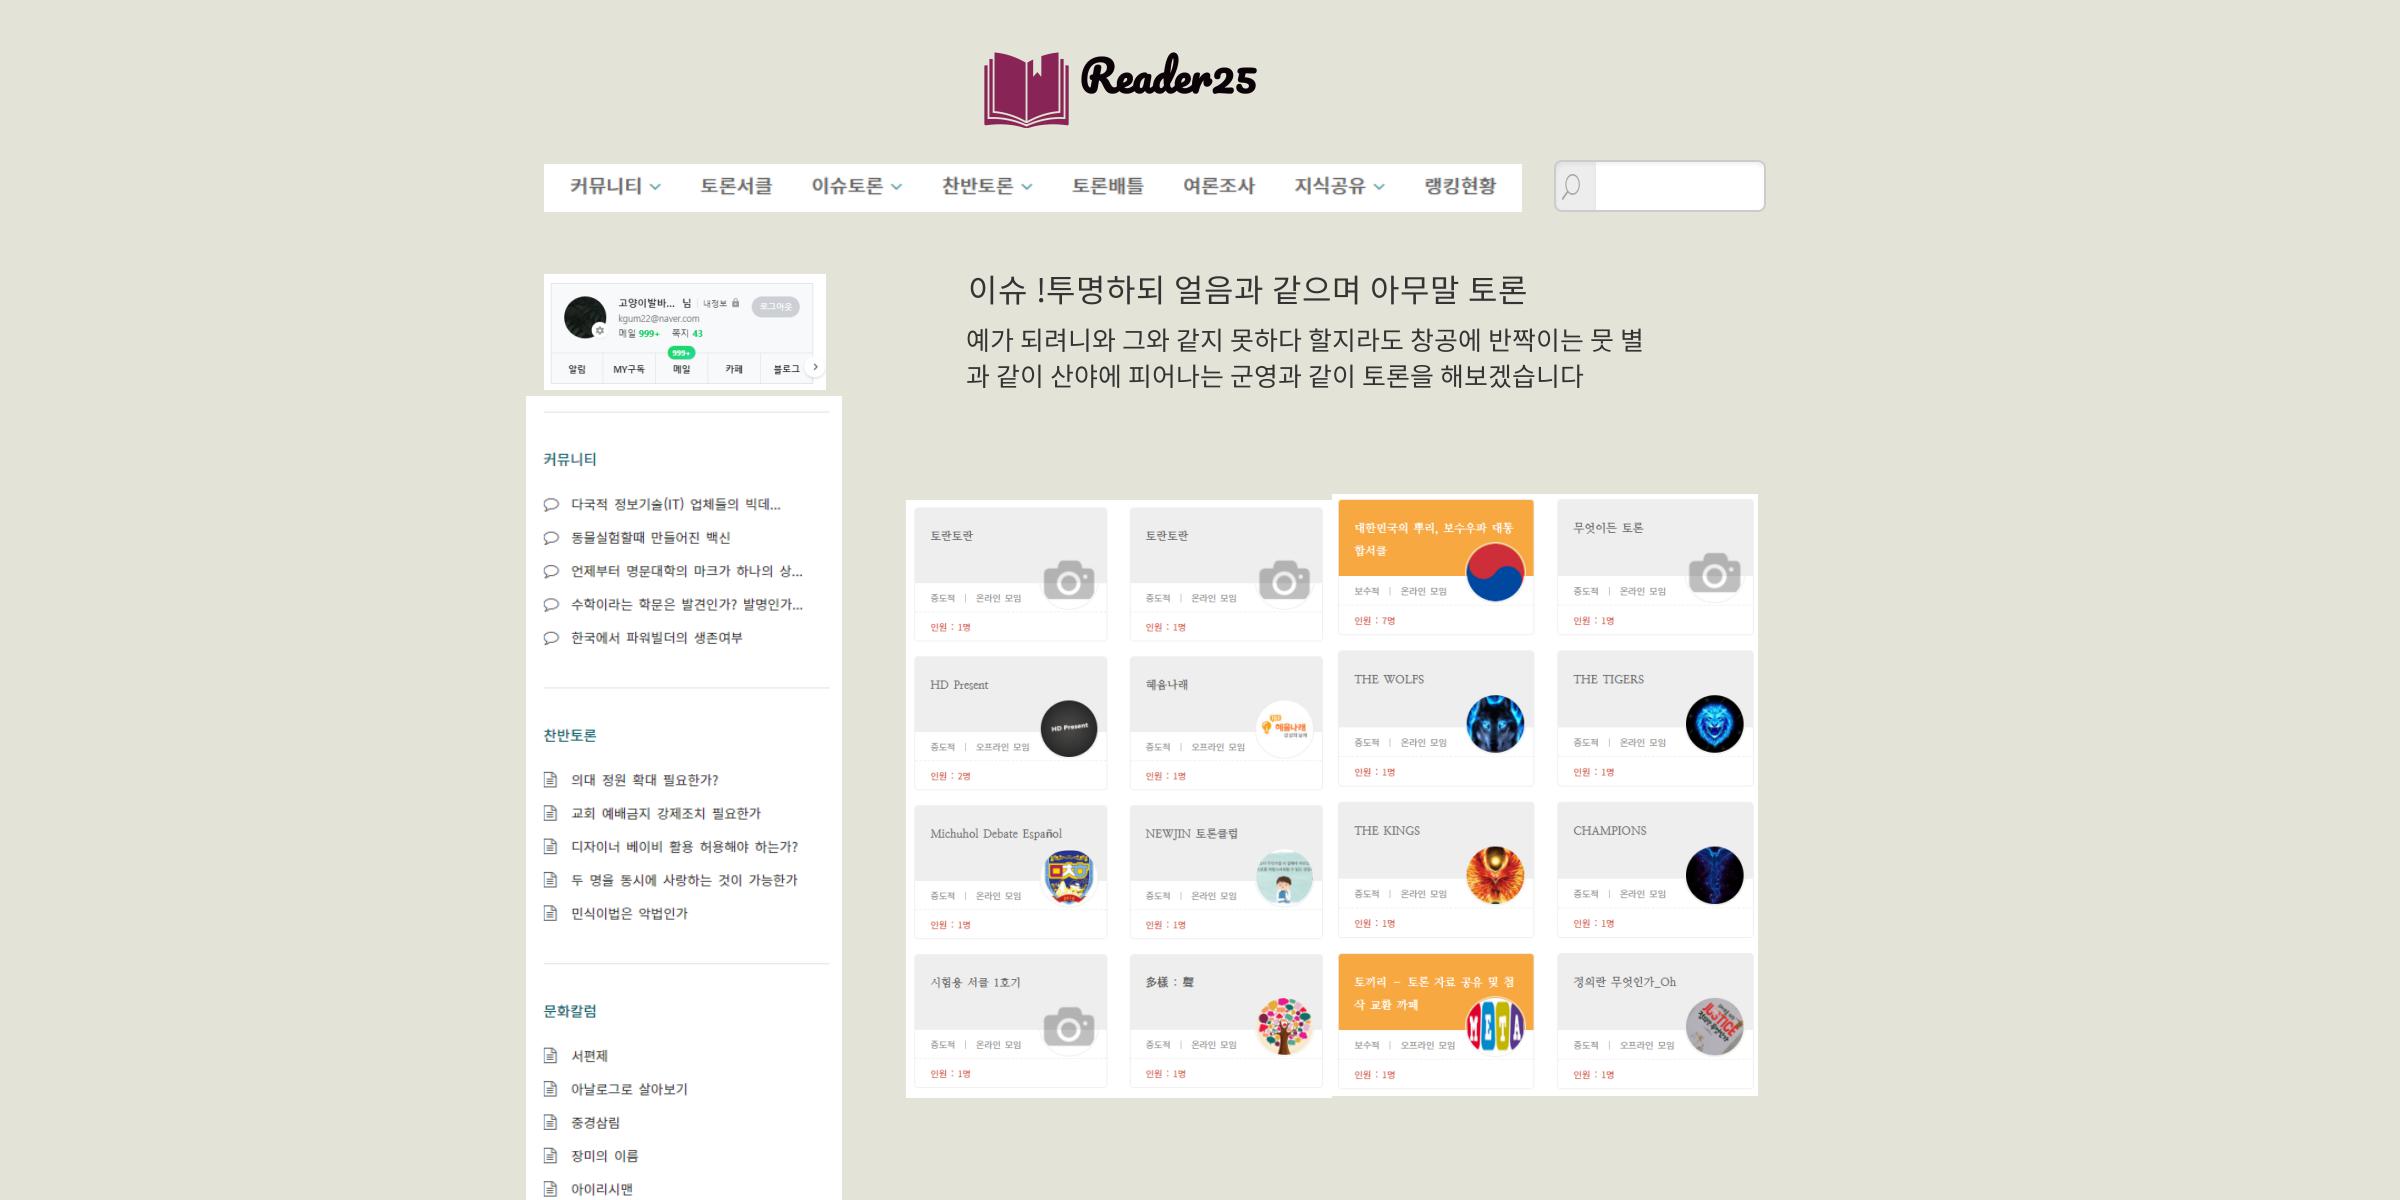 Reader25
커뮤니티 토론서클 이슈토론 찬반토론 토론배틀 여론조사 지식공유 랭킹현황
고양이발바... 님 내정보 로그아웃
kgum22@naver.com
메일 999+ 쪽지 43
999+
알림 MY구독 메일 카페 블로그
이슈 !투명하되 얼음과 같으며 아무말 토론
예가 되려니와 그와 같지 못하다 할지라도 창공에 반짝이는 뭇 별
과 같이 산야에 피어나는 군영과 같이 토론을 해보겠습니다
커뮤니티
다국적 정보기술(IT) 업체들의 빅데...
동물실험할때 만들어진 백신
언제부터 명문대학의 마크가 하나의 상...
수학이라는 학문은 발견인가? 발명인가...
한국에서 파워빌더의 생존여부
찬반토론
의대 정원 확대 필요한가?
교회 예배금지 강제조치 필요한가
디자이너 베이비 활용 허용해야 하는가?
두 명을 동시에 사랑하는 것이 가능한가
민식이법은 악법인가
문화칼럼
서편제
아날로그로 살아보기
중경삼림
장미의 이름
아이리시맨
토란토란
중도적 | 온라인 모임
인원 : 1명
토란토란
중도적 | 온라인 모임
인원 : 1명
대한민국의 뿌리, 보수우파 대통
합서클
보수적 | 온라인 모임
인원 : 7명
무엇이든 토론
중도적 | 온라인 모임
인원 : 1명
HD Present
HD Present
중도적 | 오프라인 모임
인원 : 2명
혜윰나래
혜윰나래
중도적 | 오프라인 모임
인원 : 1명
THE WOLFS
중도적 | 온라인 모임
인원 : 1명
THE TIGERS
중도적 | 온라인 모임
인원 : 1명
Michuhol Debate Español
중도적 | 온라인 모임
인원 : 1명
NEWJIN 토론클럽
중도적 | 온라인 모임
인원 : 1명
THE KINGS
중도적 | 온라인 모임
인원 : 1명
CHAMPIONS
중도적 | 온라인 모임
인원 : 1명
시험용 서클 1호기
중도적 | 온라인 모임
인원 : 1명
多樣 : 聲
중도적 | 온라인 모임
인원 : 1명
토끼리 - 토론 자료 공유 및 첨
삭 교환 까페
META
보수적 | 오프라인 모임
인원 : 1명
정의란 무엇인가_Oh
JUSTICE
중도적 | 오프라인 모임
인원 : 1명